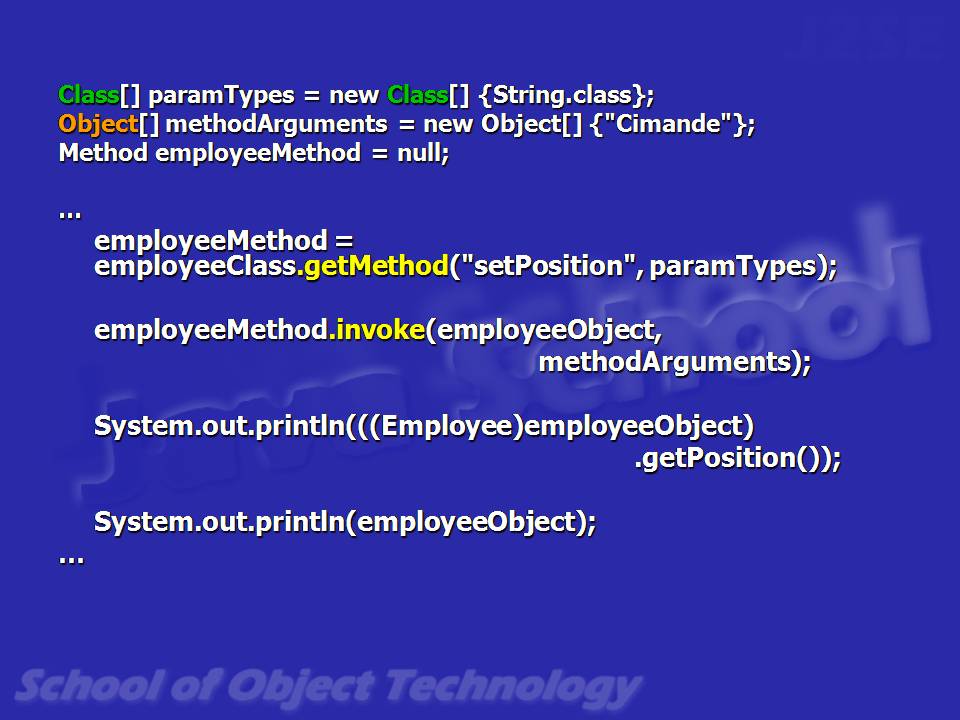 J2SE
Class[] paramTypes = new Class[] {String.class};
Object[] methodArguments = new Object[] {"Cimande"};
Method employeeMethod = null;
...
employeeMethod =
employeeClass.getMethod("setPosition", paramTypes);
employeeMethod.invoke(employeeObject,
methodArguments);
System.out.println(((Employee)employeeObject)
.getPosition());
System.out.println(employeeObject);
...
Java School
School of Object Technology